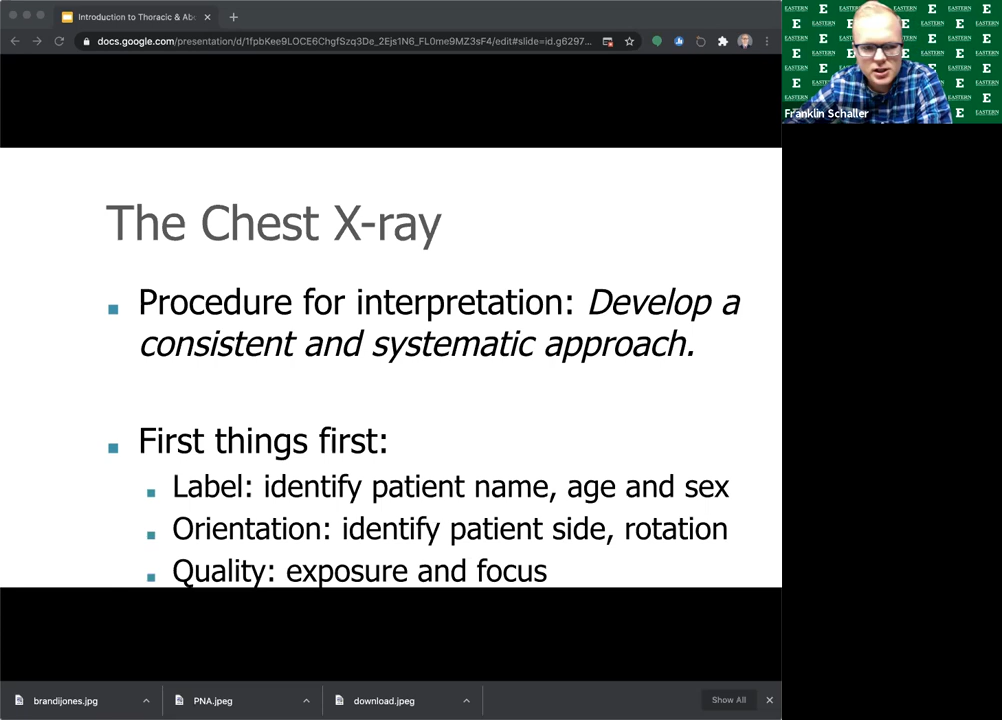 Introduction to Thoracic & Ab
docs.google.com/presentation/d/1fpbKee9LOCE6ChgfSzq3De_2Ejs1N6_FL0me9MZ3sF4/edit#slide=id.g6297...
The Chest X-ray
Procedure for interpretation: Develop a
consistent and systematic approach.
First things first:
Label: identify patient name, age and sex
Orientation: identify patient side, rotation
Quality: exposure and focus
brandijones.jpg
PNA.jpeg
download.jpeg
Show All
E
EASTERN
Franklin Schaller